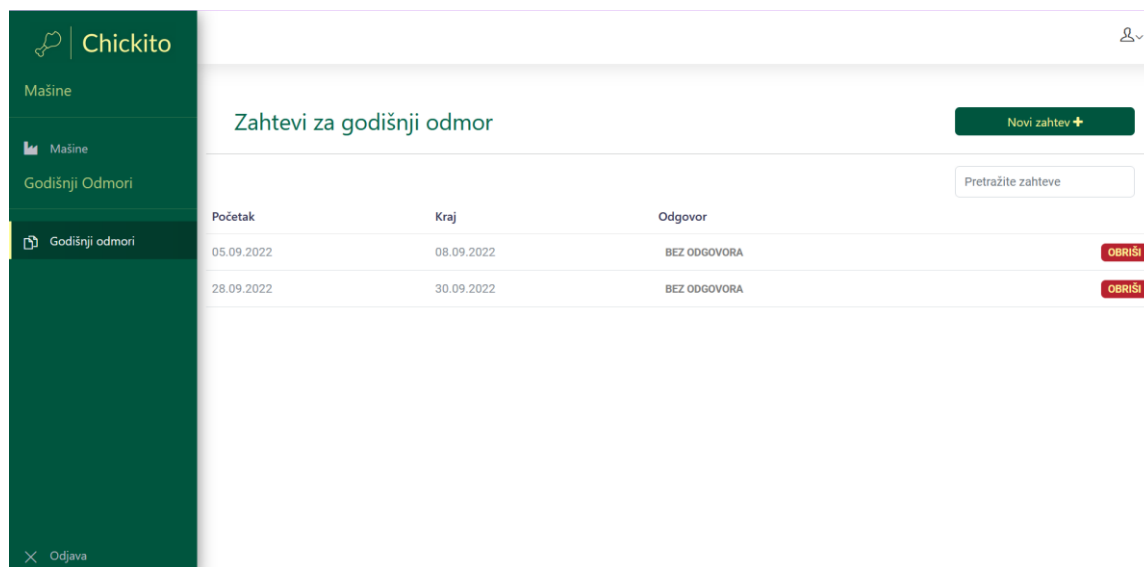 Chickito
Mašine
Mašine
Godišnji Odmori
Godišnji odmori
Odjava
Zahtevi za godišnji odmor
Novi zahtev +
Pretražite zahteve
Početak Kraj Odgovor
05.09.2022 08.09.2022 BEZ ODGOVORA OBRIŠI
28.09.2022 30.09.2022 BEZ ODGOVORA OBRIŠI